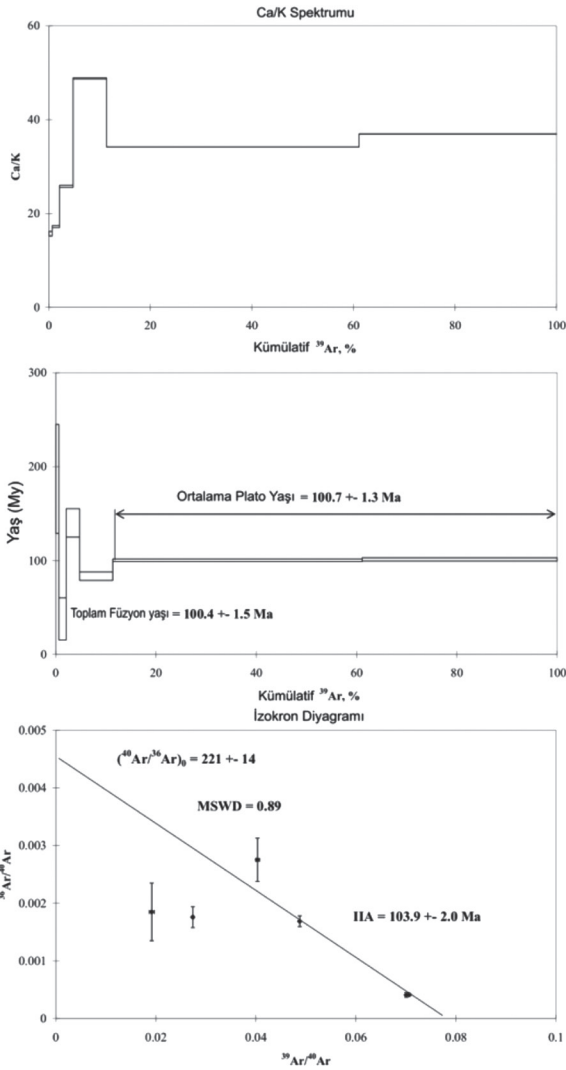 Ca/K Spektrumu
60
40
20
0
Ca/K
0 20 40 60 80 100
Kümülatif ³⁹Ar, %
300
200
100
0
Yaş (My)
Ortalama Plato Yaşı = 100.7 +- 1.3 Ma
Toplam Füzyon yaşı = 100.4 +- 1.5 Ma
0 20 40 60 80 100
Kümülatif ³⁹Ar, %
İzokron Diyagramı
0.005
0.004
0.003
0.002
0.001
0
³⁶Ar/⁴⁰Ar
(⁴⁰Ar/³⁶Ar)₀ = 221 +- 14
MSWD = 0.89
IIA = 103.9 +- 2.0 Ma
0 0.02 0.04 0.06 0.08 0.1
³⁹Ar/⁴⁰Ar